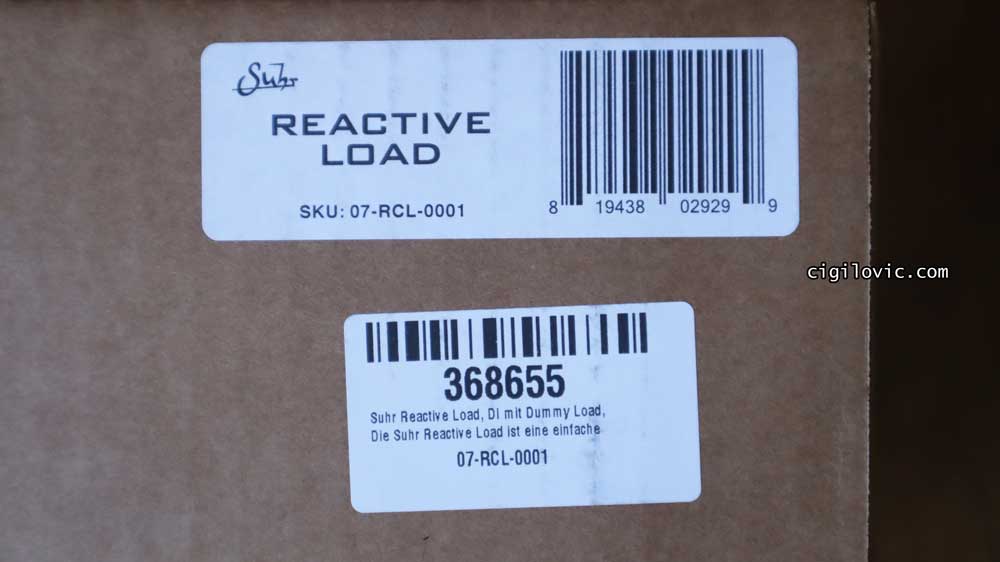 Suhr
REACTIVE
LOAD
SKU: 07-RCL-0001
8 19438 02929 9
cigilovic.com
368655
Suhr Reactive Load, DI mit Dummy Load,
Die Suhr Reactive Load ist eine einfache
07-RCL-0001